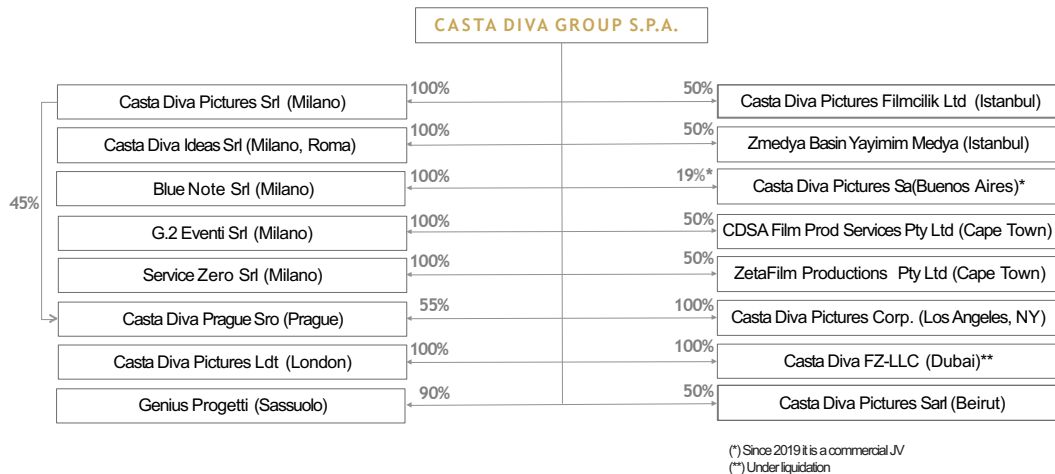 CASTA DIVA GROUP S.P.A.
100%
50%
Casta Diva Pictures Srl (Milano)
Casta Diva Pictures Filmcilik Ltd (Istanbul)
100%
50%
Casta Diva Ideas Srl (Milano, Roma)
Zmedya Basin Yayimim Medya (Istanbul)
100%
19%*
Blue Note Srl (Milano)
Casta Diva Pictures Sa(Buenos Aires)*
45%
100%
50%
G.2 Eventi Srl (Milano)
CDSA Film Prod Services Pty Ltd (Cape Town)
100%
50%
Service Zero Srl (Milano)
ZetaFilm Productions Pty Ltd (Cape Town)
55%
100%
Casta Diva Prague Sro (Prague)
Casta Diva Pictures Corp. (Los Angeles, NY)
100%
100%
Casta Diva Pictures Ldt (London)
Casta Diva FZ-LLC (Dubai)**
90%
50%
Genius Progetti (Sassuolo)
Casta Diva Pictures Sarl (Beirut)
(*) Since 2019 it is a commercial JV
(**) Under liquidation